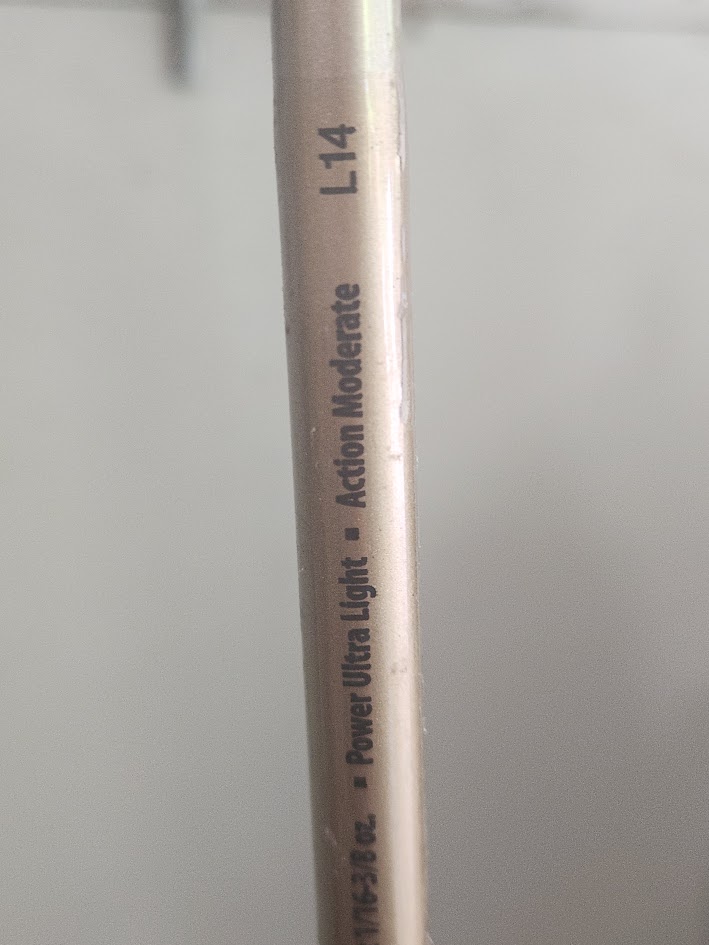 1/16-3/8 oz. ▪ Power Ultra Light ▪ Action Moderate L14